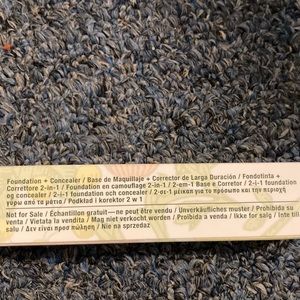 Foundation + Concealer / Base de Maquillaje + Corrector de Larga Duración / Fondotinta +
Correttore 2-in-1 / Foundation en camouflage 2-in-1 / 2-em-1 Base e Corretor / 2-i-1 foundation
og concealer / 2-i-1 foundation och concealer / 2-σε-1 μέικαπ για το πρόσωπο και την περιοχή
γύρω από τα μάτια / Podkład i korektor 2 w 1
Not for Sale / Échantillon gratuit—ne peut être vendu / Unverkäufliches muster / Prohibida su
venta / Vietata la vendita / Mag niet verkocht worden / Proibida a venda / Ikke for salg / Inte till
salu / Δεν είναι προς πώληση / Nie na sprzedaż